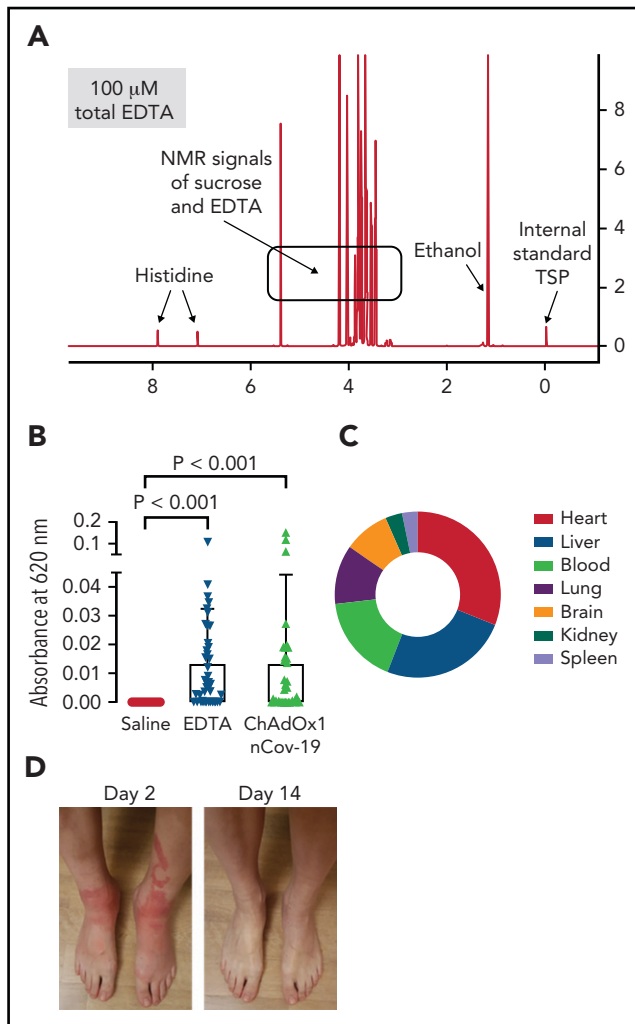 A
100 µM
total EDTA
NMR signals
of sucrose
and EDTA
Histidine
Ethanol
Internal
standard
TSP
8
6
4
2
0
8
6
4
2
0
B
P < 0.001
P < 0.001
Absorbance at 620 nm
0.2
0.1
0.04
0.03
0.02
0.01
0.00
Saline
EDTA
ChAdOx1
nCov-19
C
Heart
Liver
Blood
Lung
Brain
Kidney
Spleen
D
Day 2
Day 14